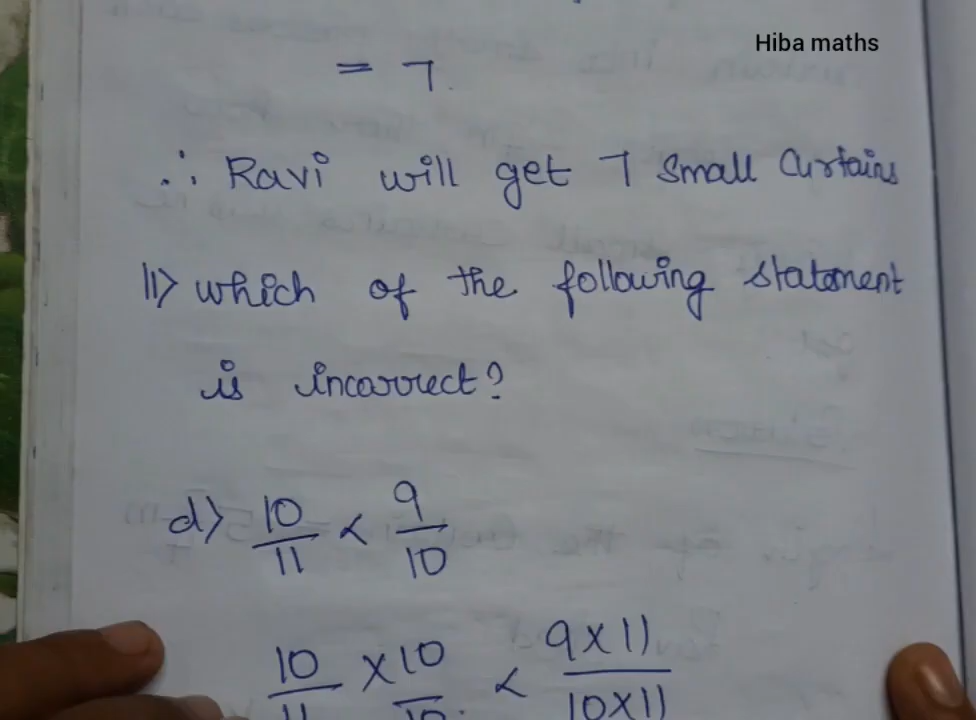 Hiba maths
= 7.
∴ Ravi will get 7 small curtains
11> which of the following statement
is incorrect?
d) 10/11 < 9/10
10/11 × 10/10 < 9×11/10×11